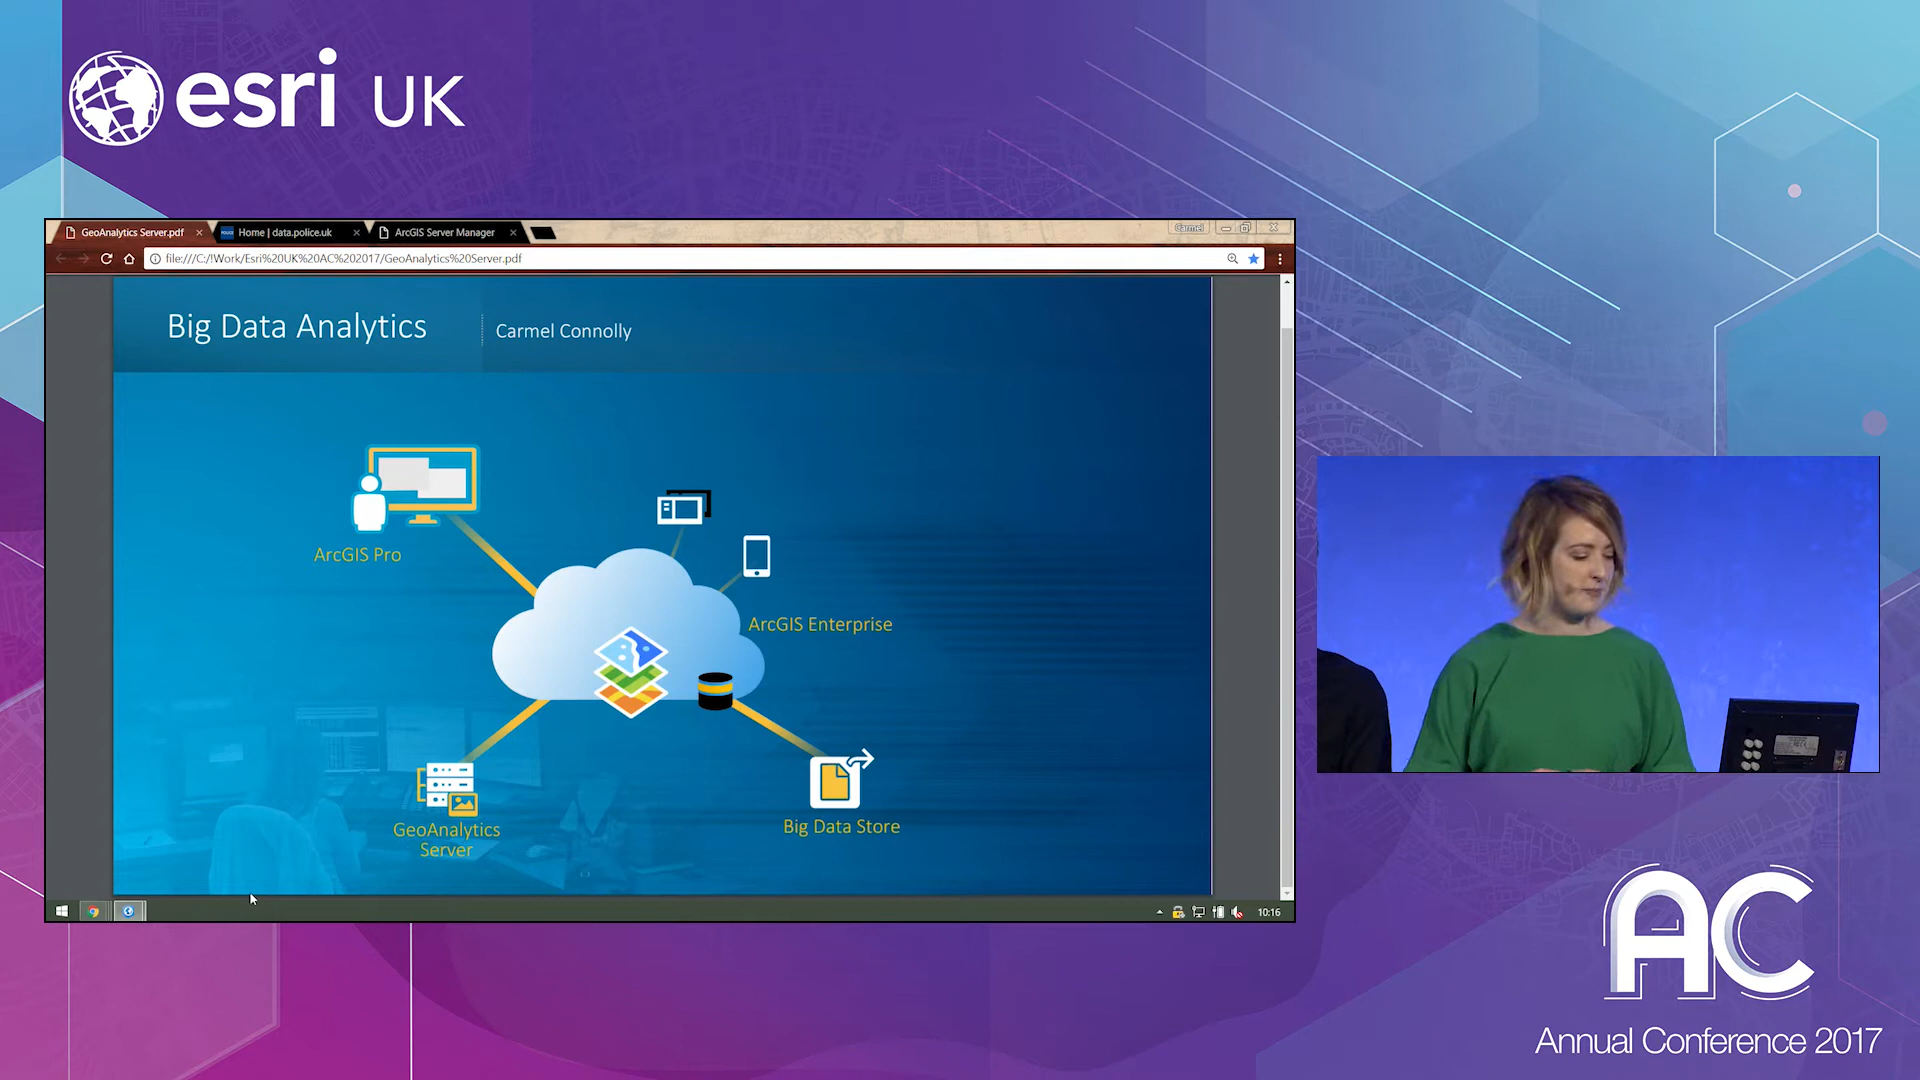 esri UK
GeoAnalytics Server.pdf
Home | data.police.uk
ArcGIS Server Manager
Carmel
file:///C:/!Work/Esri%20UK%20AC%202017/GeoAnalytics%20Server.pdf
Big Data Analytics
Carmel Connolly
ArcGIS Pro
ArcGIS Enterprise
GeoAnalytics
Server
Big Data Store
10:16
AC
Annual Conference 2017